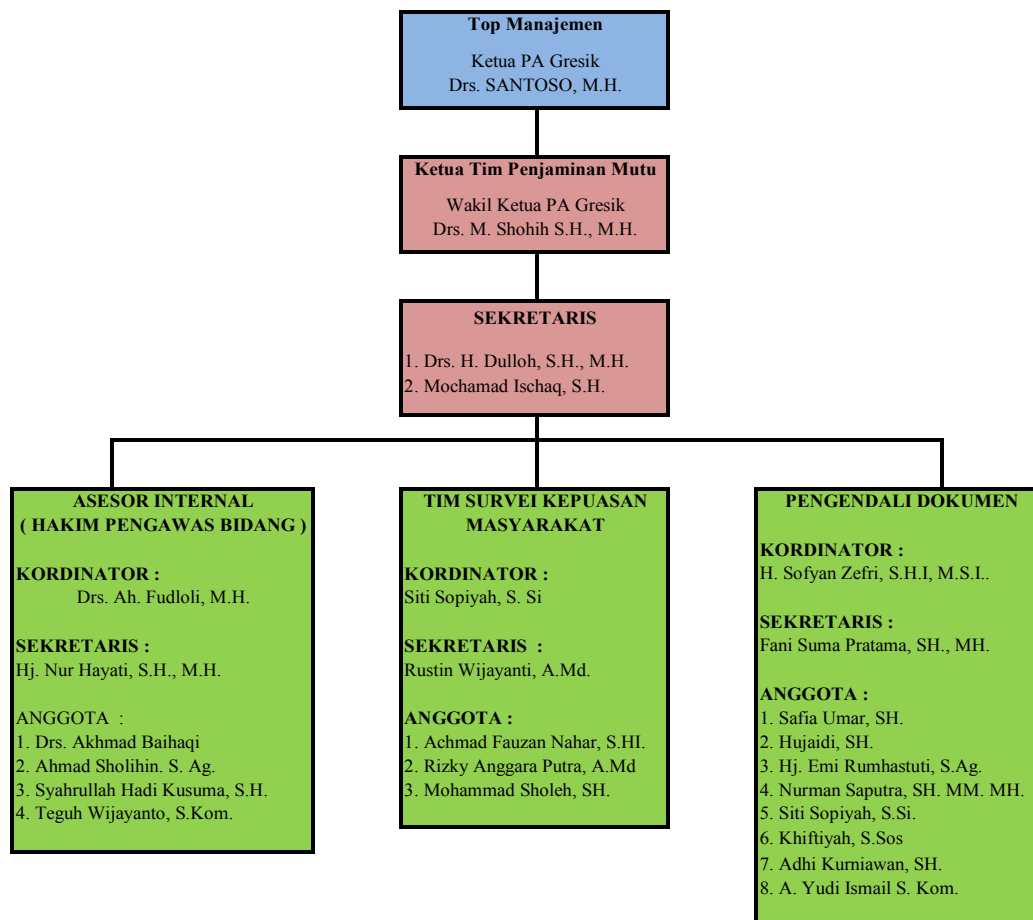 Top Manajemen
Ketua PA Gresik
Drs. SANTOSO, M.H.
Ketua Tim Penjaminan Mutu
Wakil Ketua PA Gresik
Drs. M. Shohih S.H., M.H.
SEKRETARIS
1. Drs. H. Dulloh, S.H., M.H.
2. Mochamad Ischaq, S.H.
ASESOR INTERNAL
( HAKIM PENGAWAS BIDANG )
KORDINATOR :
Drs. Ah. Fudloli, M.H.
SEKRETARIS :
Hj. Nur Hayati, S.H., M.H.
ANGGOTA :
1. Drs. Akhmad Baihaqi
2. Ahmad Sholihin. S. Ag.
3. Syahrullah Hadi Kusuma, S.H.
4. Teguh Wijayanto, S.Kom.
TIM SURVEI KEPUASAN
MASYARAKAT
KORDINATOR :
Siti Sopiyah, S. Si
SEKRETARIS :
Rustin Wijayanti, A.Md.
ANGGOTA :
1. Achmad Fauzan Nahar, S.HI.
2. Rizky Anggara Putra, A.Md
3. Mohammad Sholeh, SH.
PENGENDALI DOKUMEN
KORDINATOR :
H. Sofyan Zefri, S.H.I, M.S.I..
SEKRETARIS :
Fani Suma Pratama, SH., MH.
ANGGOTA :
1. Safia Umar, SH.
2. Hujaidi, SH.
3. Hj. Emi Rumhastuti, S.Ag.
4. Nurman Saputra, SH. MM. MH.
5. Siti Sopiyah, S.Si.
6. Khiftiyah, S.Sos
7. Adhi Kurniawan, SH.
8. A. Yudi Ismail S. Kom.